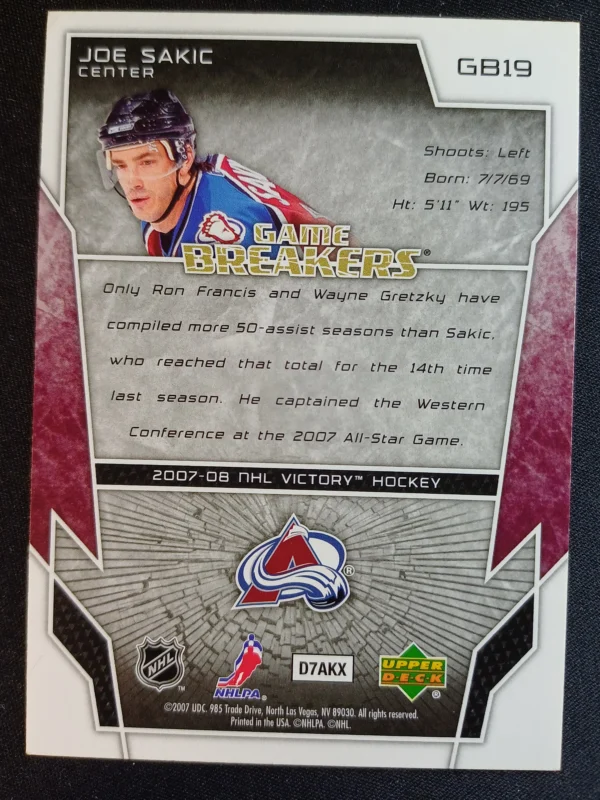 JOE SAKIC
CENTER
GB19
Shoots: Left
Born: 7/7/69
Ht: 5'11" Wt: 195
GAME
BREAKERS®
Only Ron Francis and Wayne Gretzky have
compiled more 50-assist seasons than Sakic,
who reached that total for the 14th time
last season. He captained the Western
Conference at the 2007 All-Star Game.
2007-08 NHL VICTORY™ HOCKEY
A®
NHL™
NHLPA.
D7AKX
UPPER
DECK®
©2007 UDC. 985 Trade Drive, North Las Vegas, NV 89030. All rights reserved.
Printed in the USA. ©NHLPA. ©NHL.